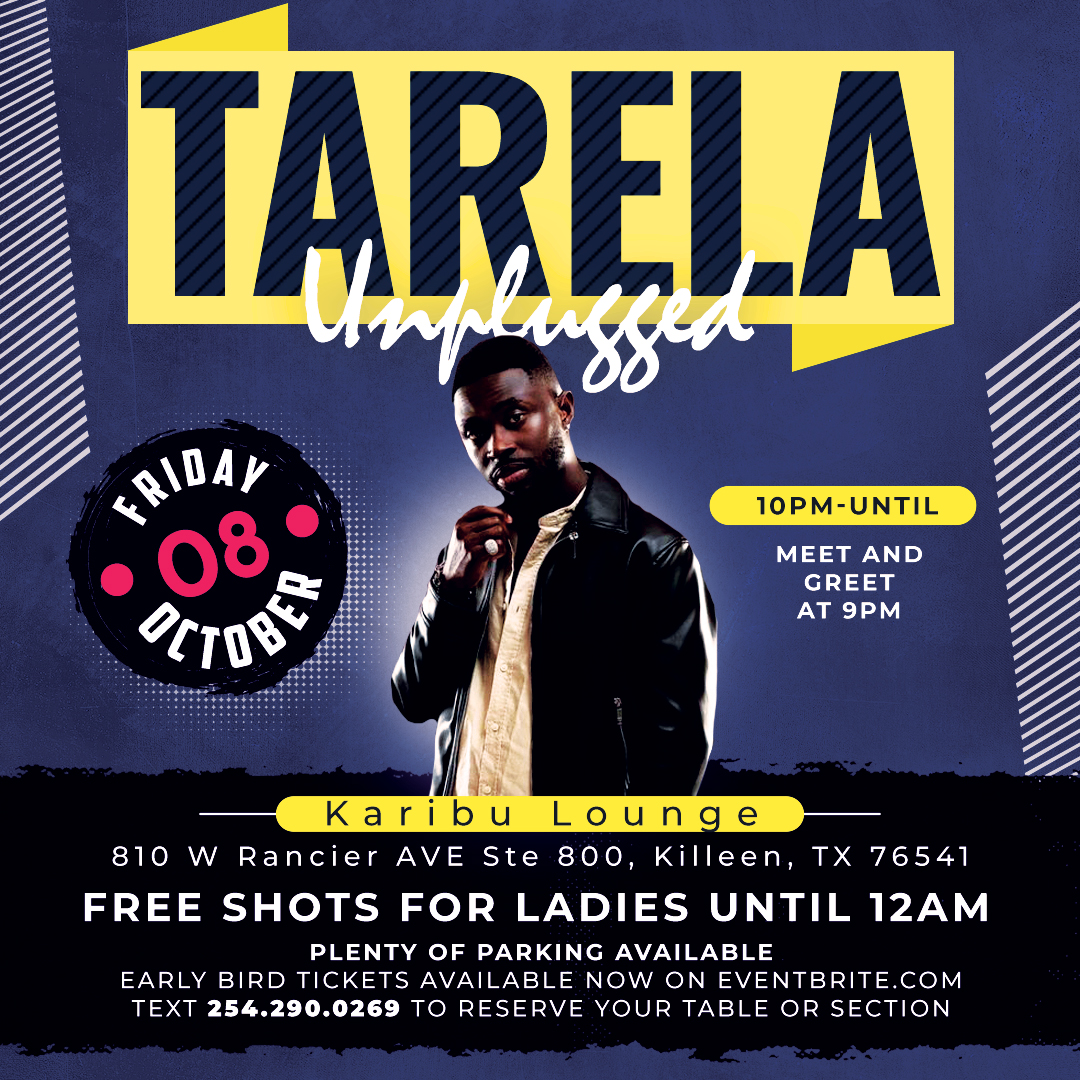 TARELA
Unplugged
FRIDAY
08
OCTOBER
10PM-UNTIL
MEET AND
GREET
AT 9PM
Karibu Lounge
810 W Rancier AVE Ste 800, Killeen, TX 76541
FREE SHOTS FOR LADIES UNTIL 12AM
PLENTY OF PARKING AVAILABLE
EARLY BIRD TICKETS AVAILABLE NOW ON EVENTBRITE.COM
TEXT 254.290.0269 TO RESERVE YOUR TABLE OR SECTION